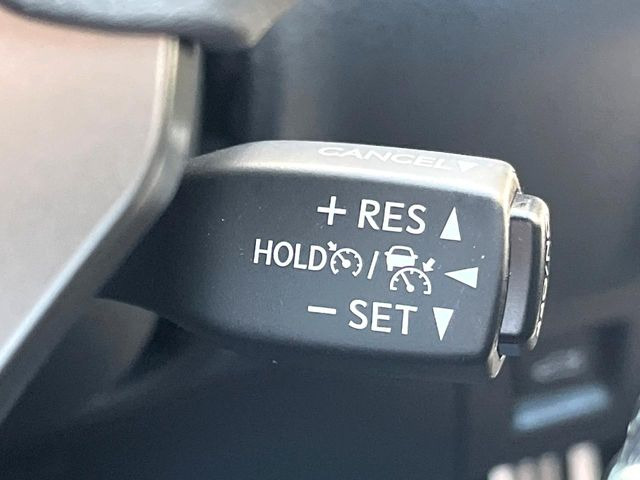 CANCEL▼
+ RES ▲
HOLD / ◀
− SET ▼